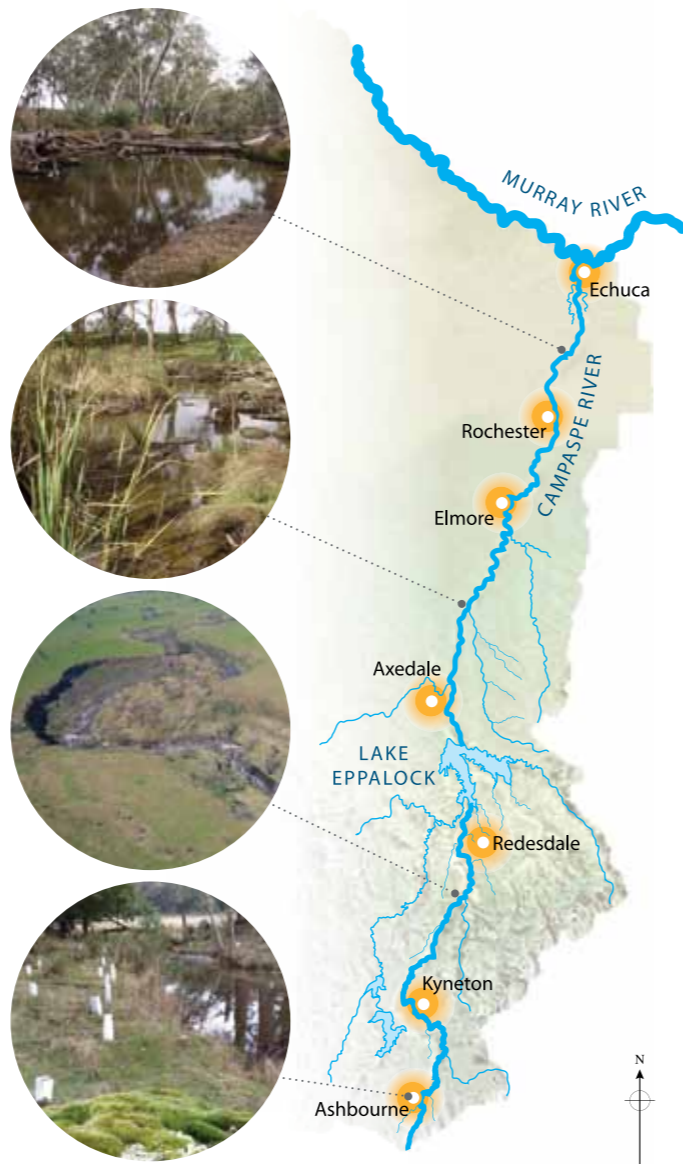 MURRAY RIVER
Echuca
Rochester
CAMPASPE RIVER
Elmore
Axedale
LAKE
EPPALOCK
Redesdale
Kyneton
Ashbourne
N